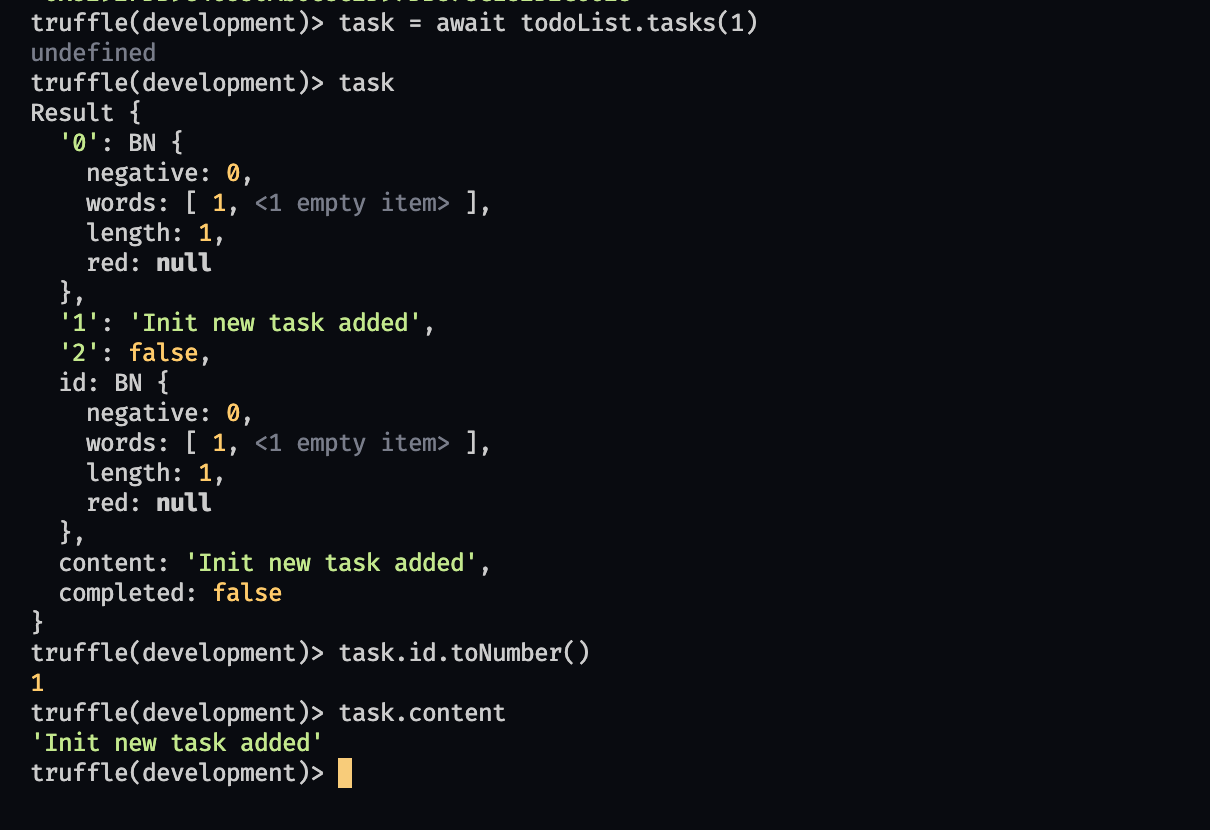 truffle(development)> task = await todoList.tasks(1)
undefined
truffle(development)> task
Result {
  '0': BN {
    negative: 0,
    words: [ 1, <1 empty item> ],
    length: 1,
    red: null
  },
  '1': 'Init new task added',
  '2': false,
  id: BN {
    negative: 0,
    words: [ 1, <1 empty item> ],
    length: 1,
    red: null
  },
  content: 'Init new task added',
  completed: false
}
truffle(development)> task.id.toNumber()
1
truffle(development)> task.content
'Init new task added'
truffle(development)>